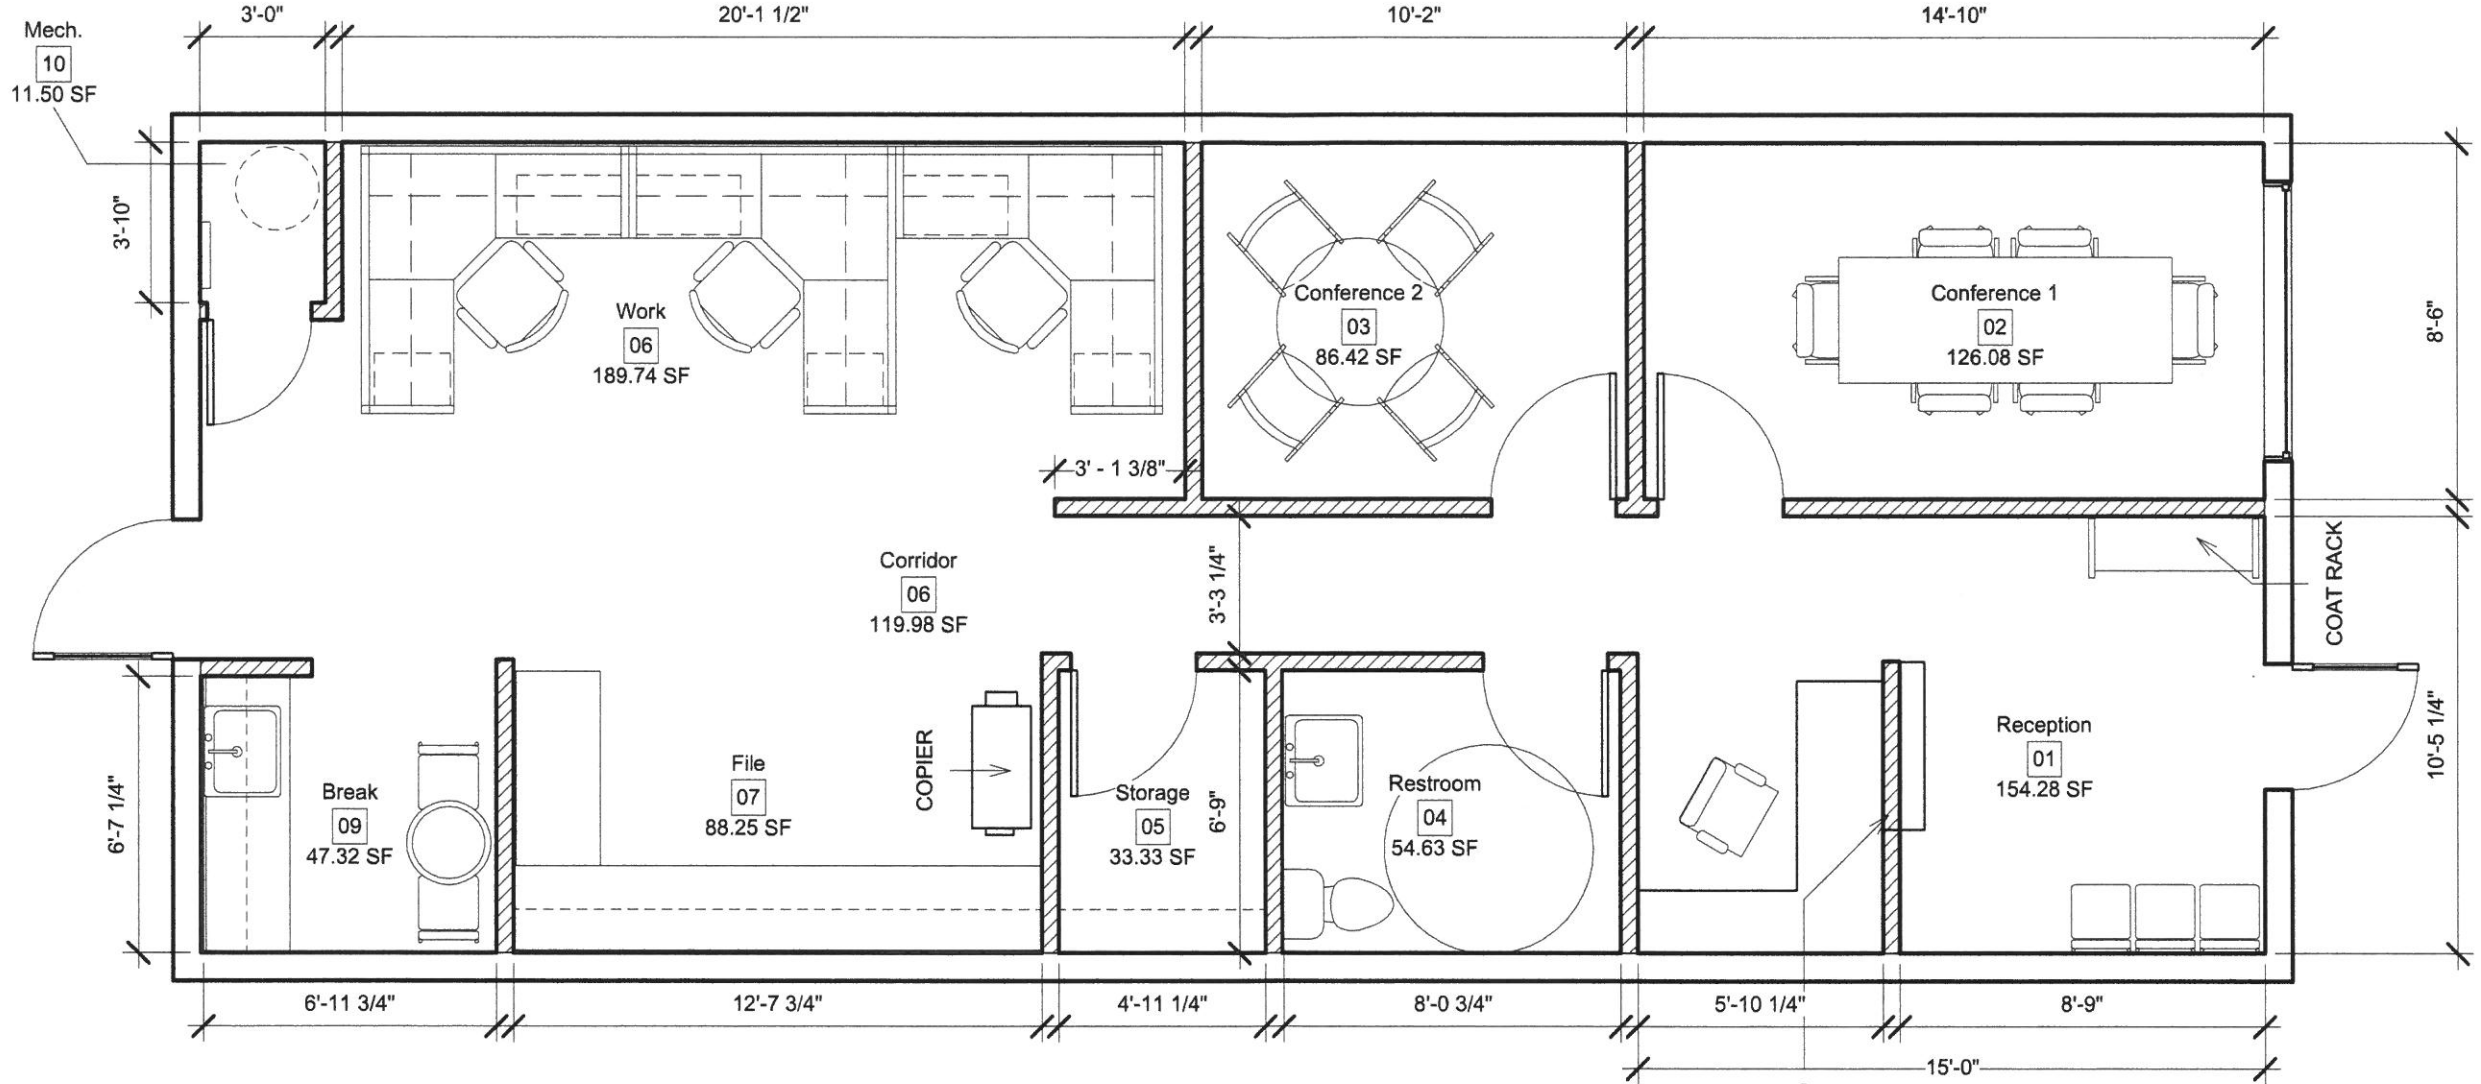 3'-0"
20'-1 1/2"
10'-2"
14'-10"
Mech.
10
11.50 SF
3'-10"
Work
06
189.74 SF
Conference 2
03
86.42 SF
Conference 1
02
126.08 SF
8'-6"
3' - 1 3/8"
Corridor
06
119.98 SF
3'-3 1/4"
COAT RACK
6'-7 1/4"
Break
09
47.32 SF
File
07
88.25 SF
COPIER
Storage
05
33.33 SF
6'-9"
Restroom
04
54.63 SF
Reception
01
154.28 SF
10'-5 1/4"
6'-11 3/4"
12'-7 3/4"
4'-11 1/4"
8'-0 3/4"
5'-10 1/4"
8'-9"
15'-0"